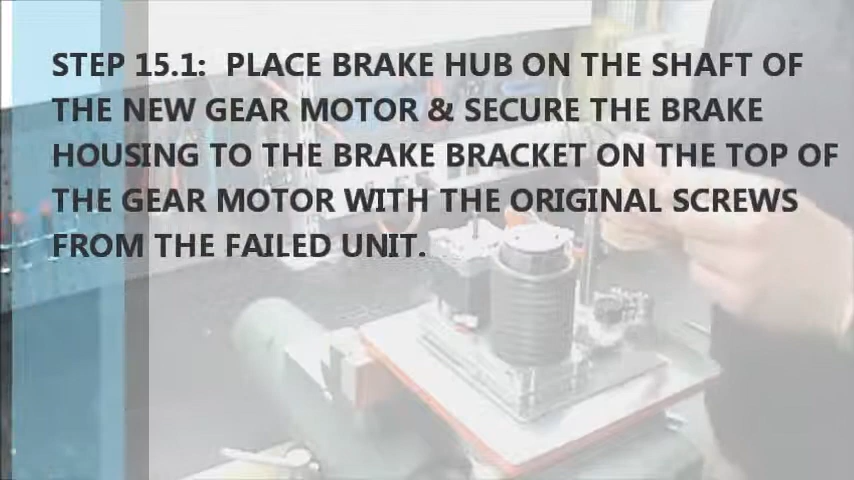 STEP 15.1:  PLACE BRAKE HUB ON THE SHAFT OF
THE NEW GEAR MOTOR & SECURE THE BRAKE
HOUSING TO THE BRAKE BRACKET ON THE TOP OF
THE GEAR MOTOR WITH THE ORIGINAL SCREWS
FROM THE FAILED UNIT.